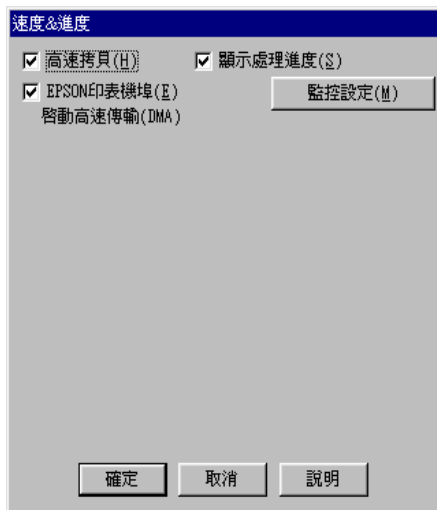 速度&進度
高速拷貝(H) 顯示處理進度(S)
EPSON印表機埠(E) 監控設定(M)
啓動高速傳輸(DMA)
確定 取消 說明